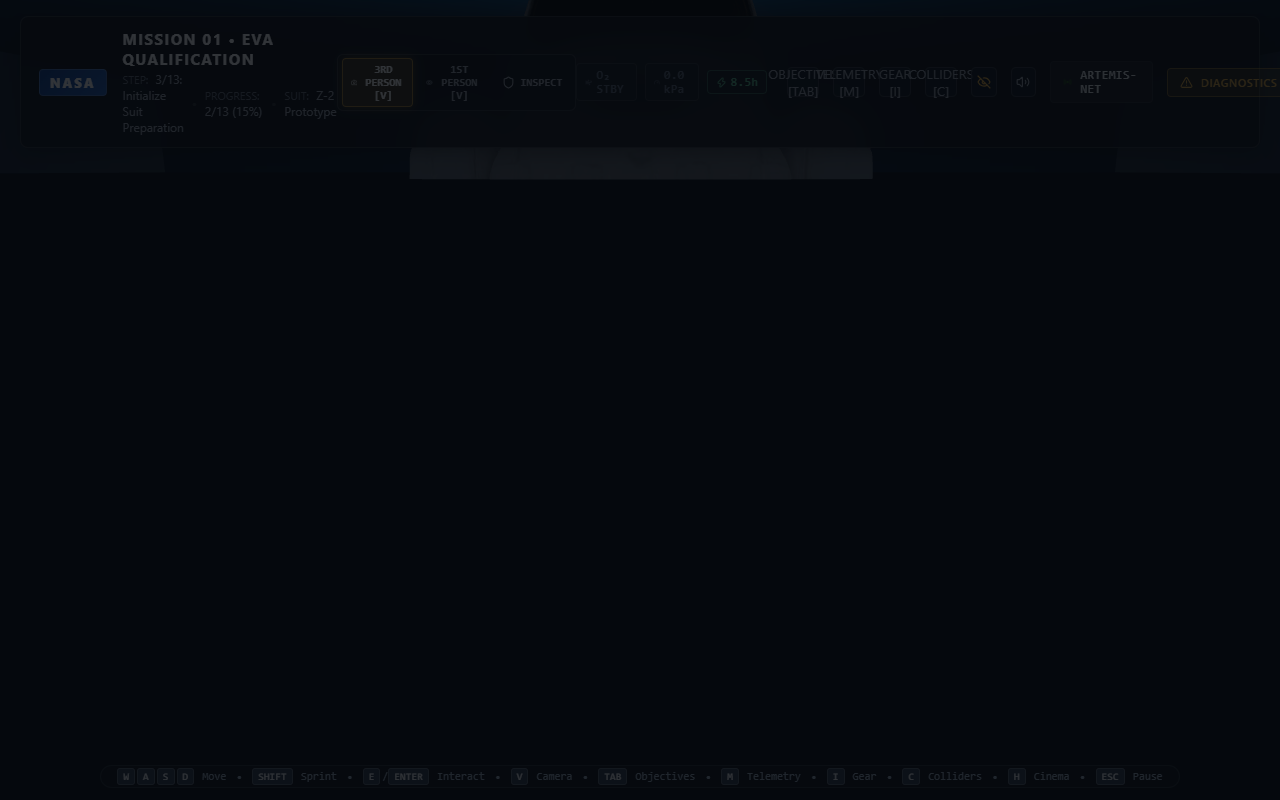 MISSION 01 • EVA
QUALIFICATION
NASA
STEP: 3/13:
Initialize
Suit
Preparation
PROGRESS:
2/13 (15%)
SUIT: Z-2
Prototype
3RD
PERSON
[V]
1ST
PERSON
[V]
INSPECT
O₂
STBY
0.0
kPa
8.5h
OBJECTIVE
[TAB]
TELEMETRY
[M]
GEAR
[I]
COLLIDERS
[C]
ARTEMIS-
NET
DIAGNOSTICS
W A S D Move • SHIFT Sprint • E / ENTER Interact • V Camera • TAB Objectives • M Telemetry • I Gear • C Colliders • H Cinema • ESC Pause